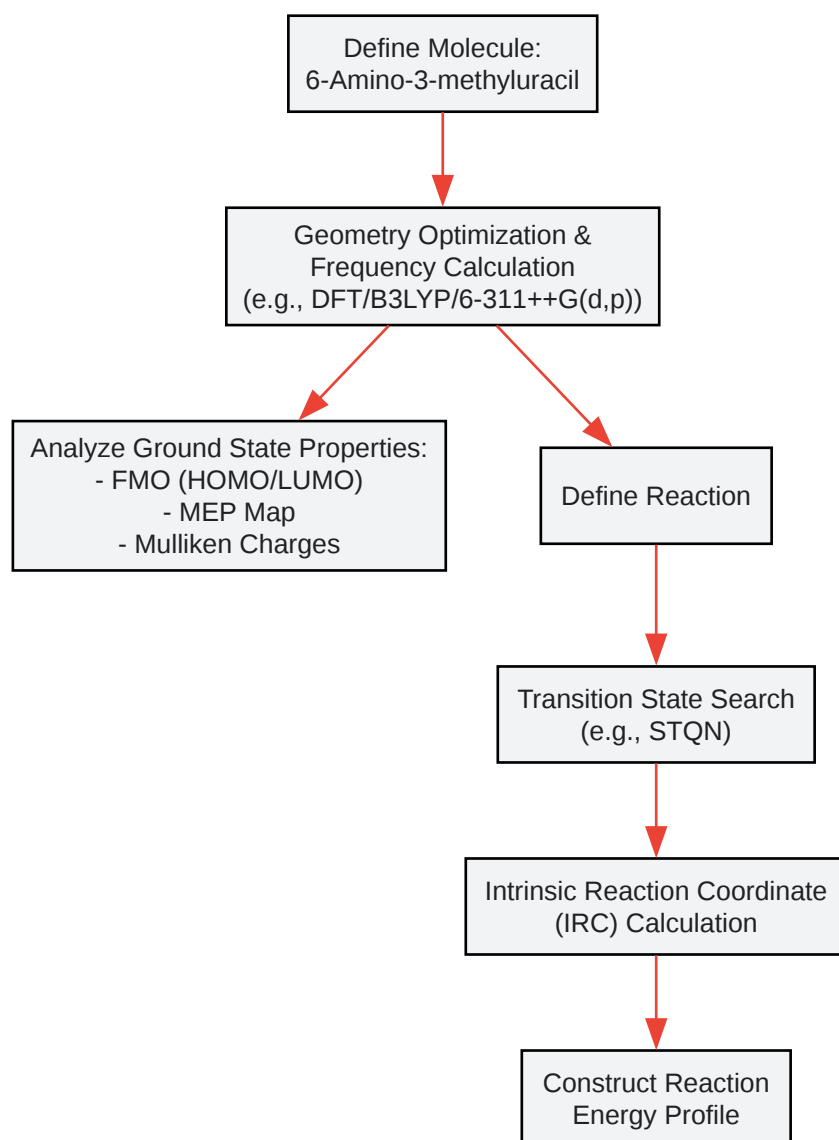 Define Molecule:
6-Amino-3-methyluracil
Geometry Optimization &
Frequency Calculation
(e.g., DFT/B3LYP/6-311++G(d,p))
Analyze Ground State Properties:
- FMO (HOMO/LUMO)
- MEP Map
- Mulliken Charges
Define Reaction
Transition State Search
(e.g., STQN)
Intrinsic Reaction Coordinate
(IRC) Calculation
Construct Reaction
Energy Profile